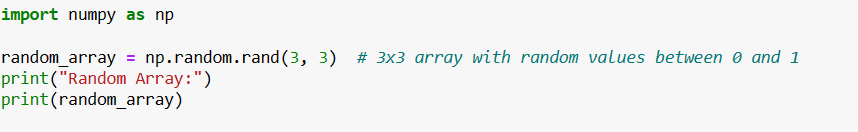 import numpy as np
random_array = np.random.rand(3, 3)  # 3x3 array with random values between 0 and 1
print("Random Array:")
print(random_array)